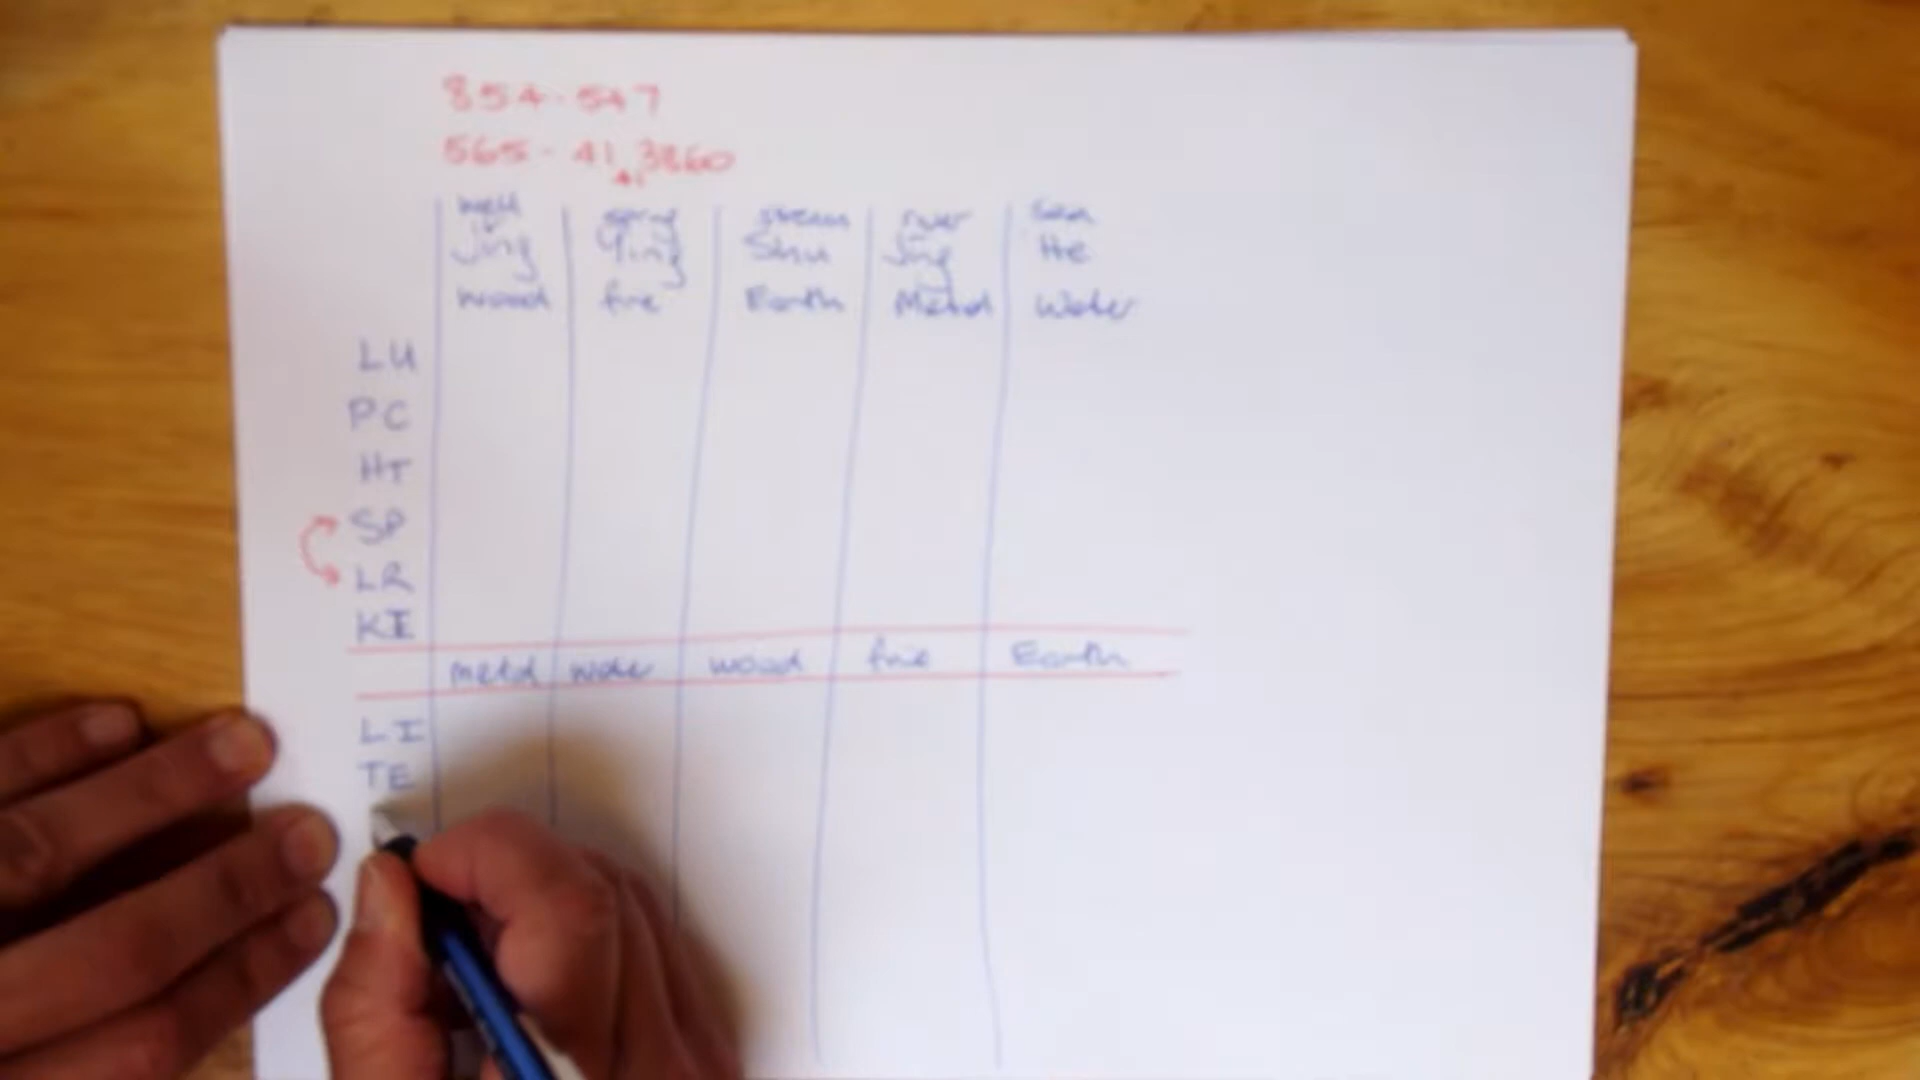 854-547
565-41 3860
41
well spring stream river sea
Jing Ying Shu Jing He
Wood fire Earth Metal Water
LU
PC
HT
SP
LR
KI
metal water wood fire Earth
LI
TE